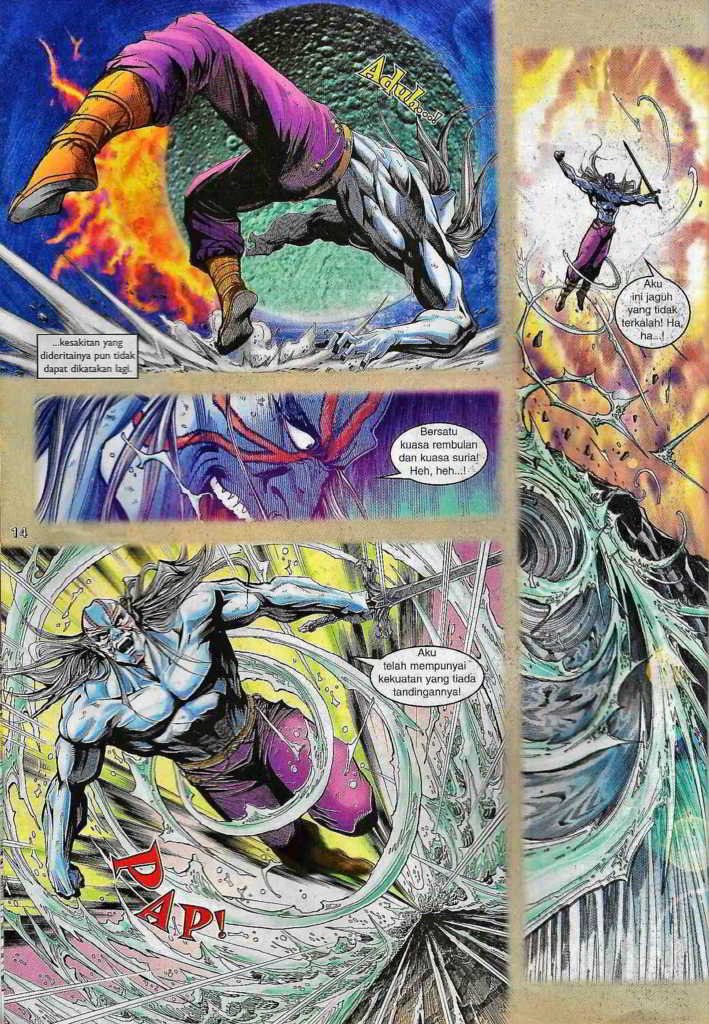 Aduh...!
...kesakitan yang
dideritainya pun tidak
dapat dikatakan lagi.
Bersatu
kuasa rembulan
dan kuasa suria!
Heh, heh...!
14
Aku
telah mempunyai
kekuatan yang tiada
tandingannya!
PAP!
Aku
ini jaguh
yang tidak
terkalah! Ha,
ha...!